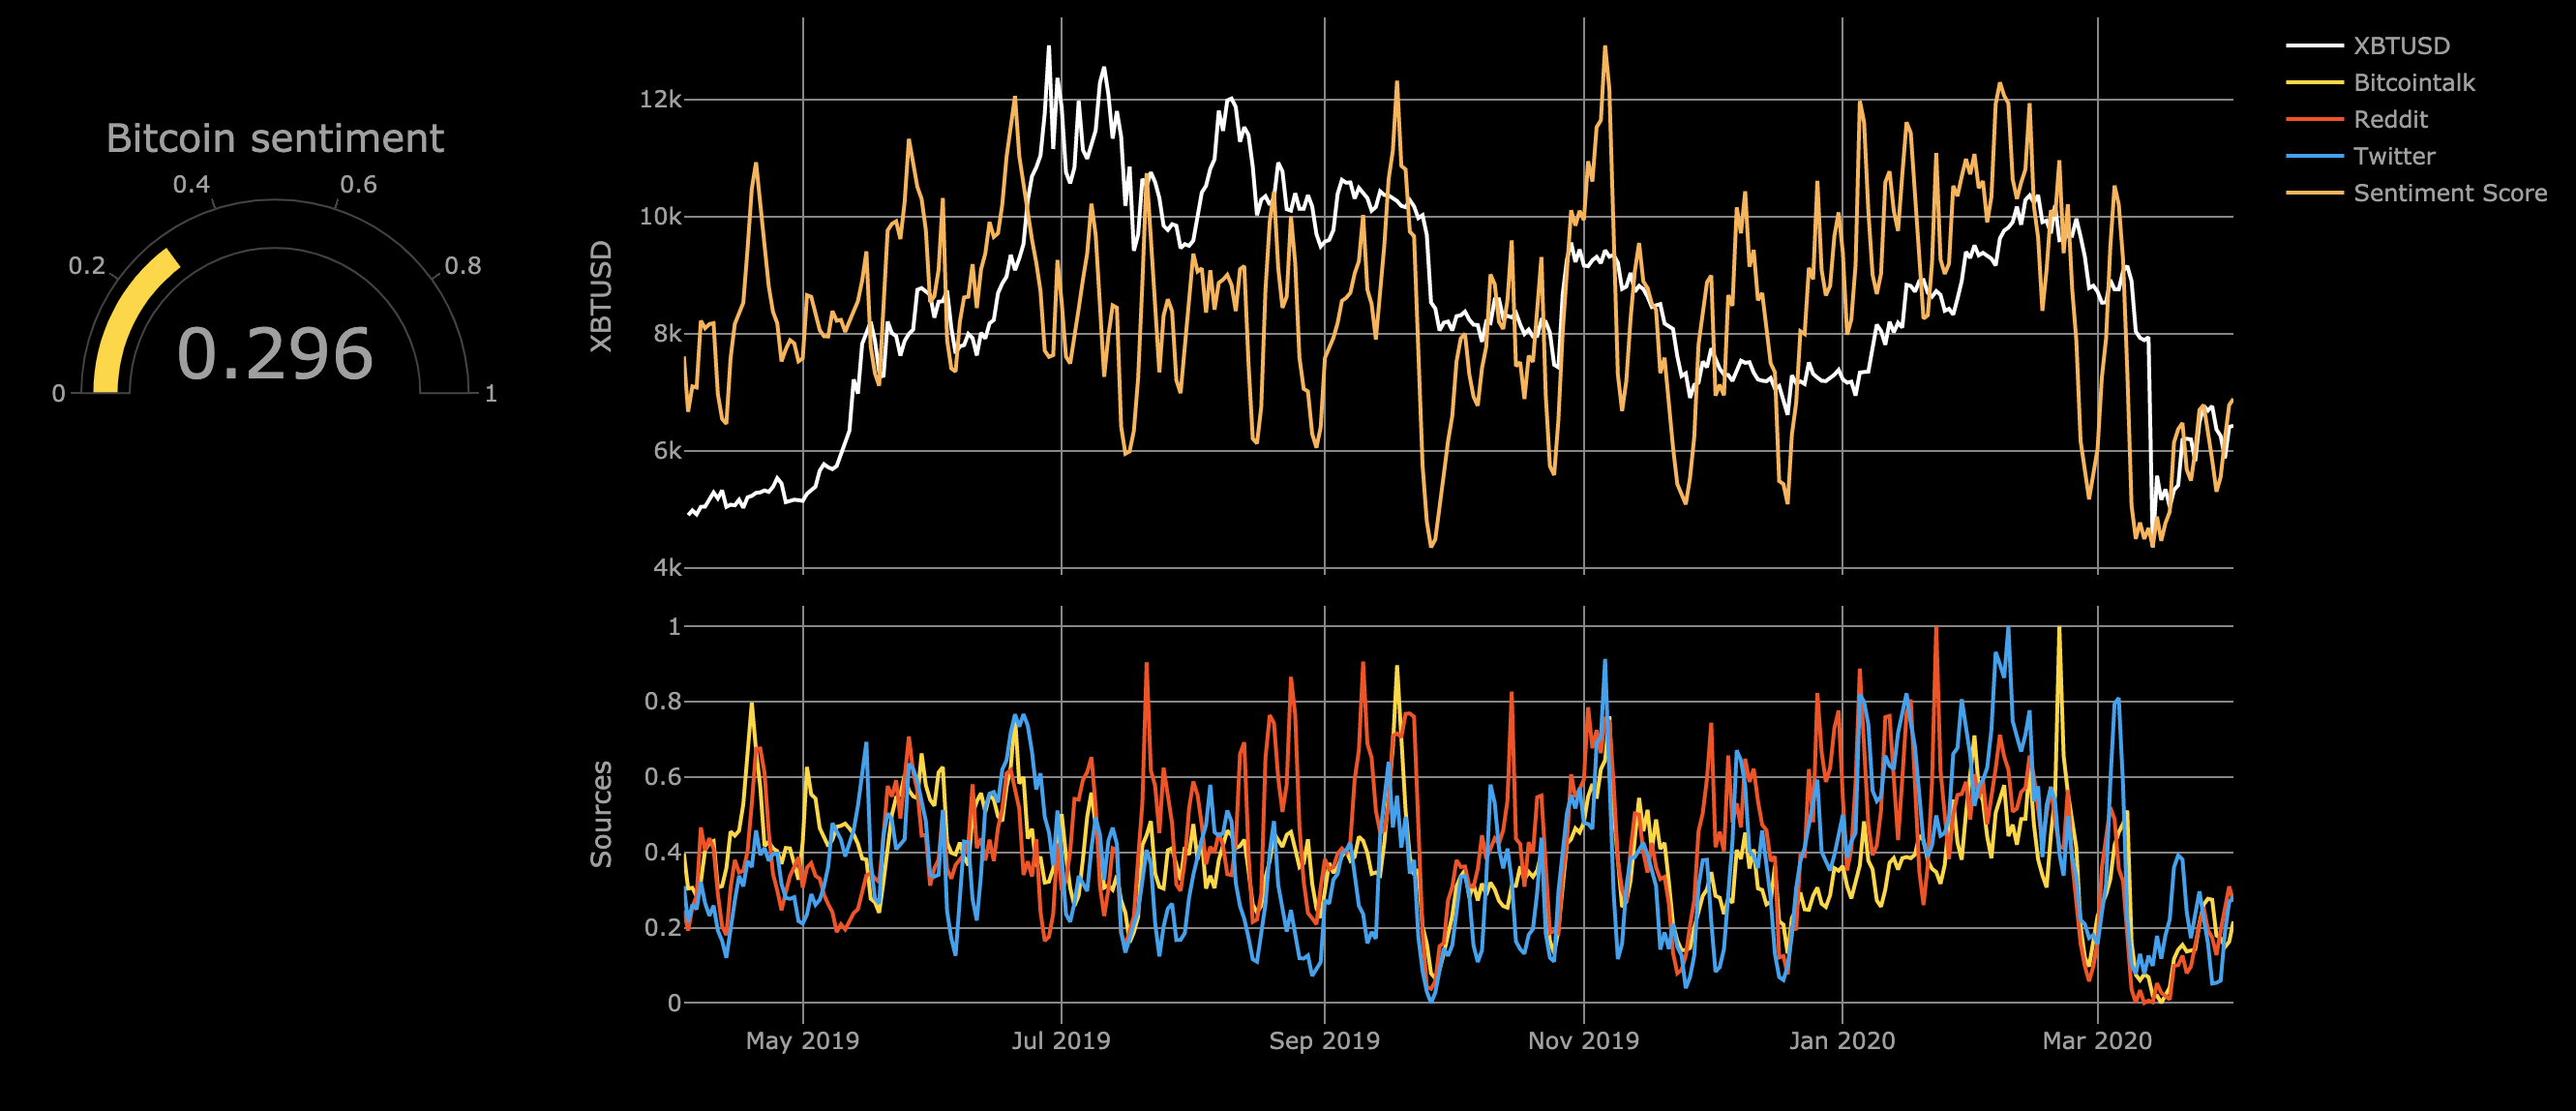 Bitcoin sentiment
0
0.2
0.4
0.6
0.8
1
0.296
XBTUSD
12k
10k
8k
6k
4k
Sources
1
0.8
0.6
0.4
0.2
0
May 2019
Jul 2019
Sep 2019
Nov 2019
Jan 2020
Mar 2020
XBTUSD
Bitcointalk
Reddit
Twitter
Sentiment Score